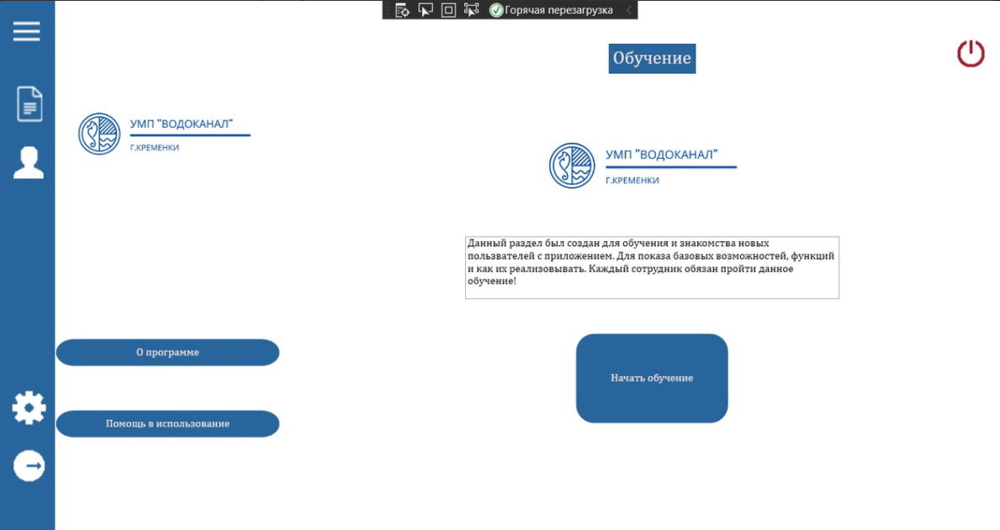 Горячая перезагрузка
Обучение
УМП "ВОДОКАНАЛ"
Г.КРЕМЕНКИ
УМП "ВОДОКАНАЛ"
Г.КРЕМЕНКИ
Данный раздел был создан для обучения и знакомства новых
пользвателей с приложением. Для показа базовых возможностей, функций
и как их реализовывать. Каждый сотрудник обязан пройти данное
обучение!
О программе
Начать обучение
Помощь в использование